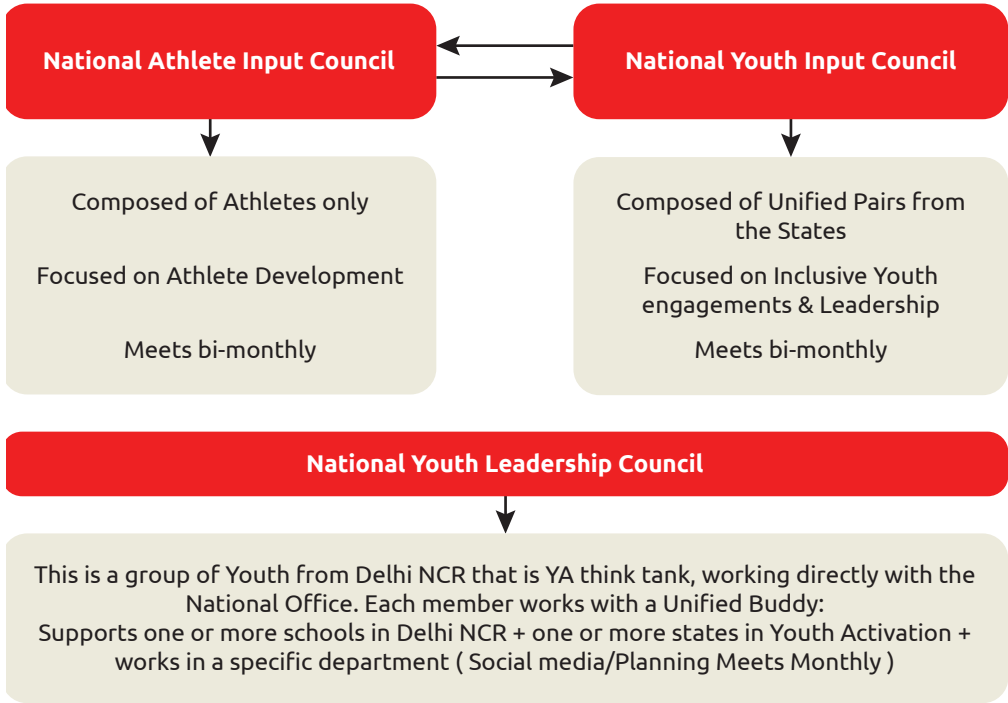 National Athlete Input Council
National Youth Input Council
Composed of Athletes only
Focused on Athlete Development
Meets bi-monthly
Composed of Unified Pairs from
the States
Focused on Inclusive Youth
engagements & Leadership
Meets bi-monthly
National Youth Leadership Council
This is a group of Youth from Delhi NCR that is YA think tank, working directly with the
National Office. Each member works with a Unified Buddy:
Supports one or more schools in Delhi NCR + one or more states in Youth Activation +
works in a specific department ( Social media/Planning Meets Monthly )